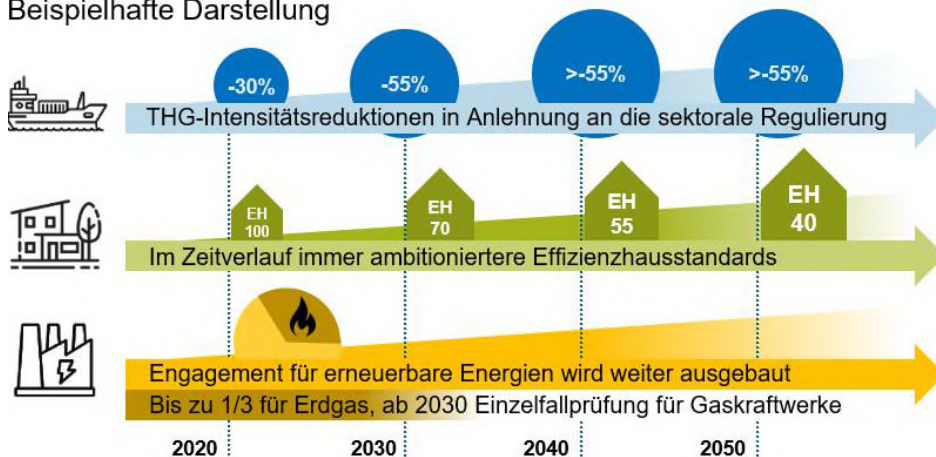 Beispielhafte Darstellung
-30%
-55%
>-55%
>-55%
THG-Intensitätsreduktionen in Anlehnung an die sektorale Regulierung
EH
100
EH
70
EH
55
EH
40
Im Zeitverlauf immer ambitioniertere Effizienzhausstandards
Engagement für erneuerbare Energien wird weiter ausgebaut
Bis zu 1/3 für Erdgas, ab 2030 Einzelfallprüfung für Gaskraftwerke
2020 2030 2040 2050